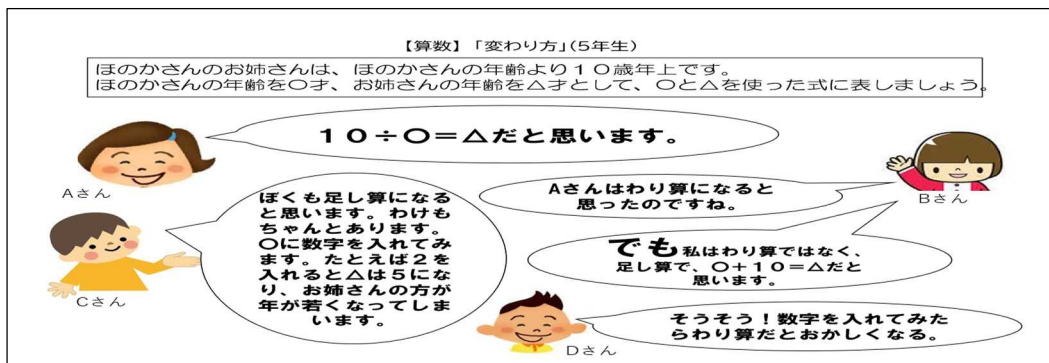 【算数】「変わり方」(5年生)
ほのかさんのお姉さんは、ほのかさんの年齢より10歳年上です。
ほのかさんの年齢を〇才、お姉さんの年齢を△才として、〇と△を使った式に表しましょう。
10÷〇=△だと思います。
Aさん
Aさんはわり算になると
思ったのですね。
Bさん
でも私はわり算ではなく、
足し算で、〇+10=△だと
思います。
ぼくも足し算になる
と思います。わけも
ちゃんとあります。
〇に数字を入れてみ
ます。たとえば2を
入れると△は5にな
り、お姉さんの方が
年が若くなってしま
います。
Cさん
そうそう!数字を入れてみた
らわり算だとおかしくなる。
Dさん